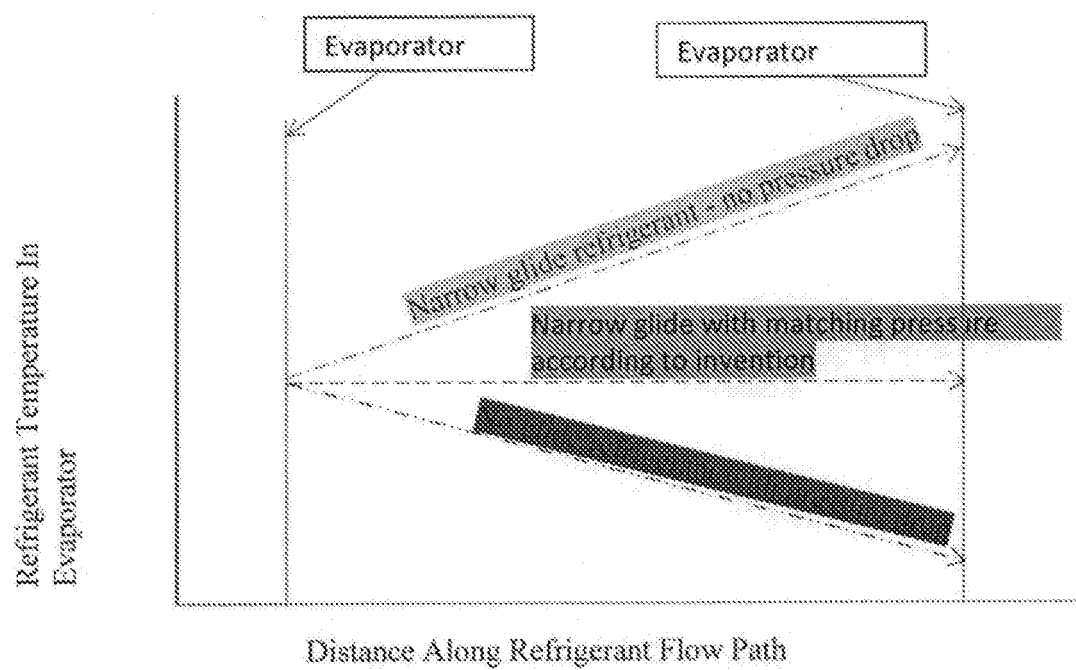 Evaporator
Evaporator
Narrow glide refrigerant - no pressure drop
Narrow glide with matching pressure
according to invention
Refrigerant Temperature In
Evaporator
Distance Along Refrigerant Flow Path